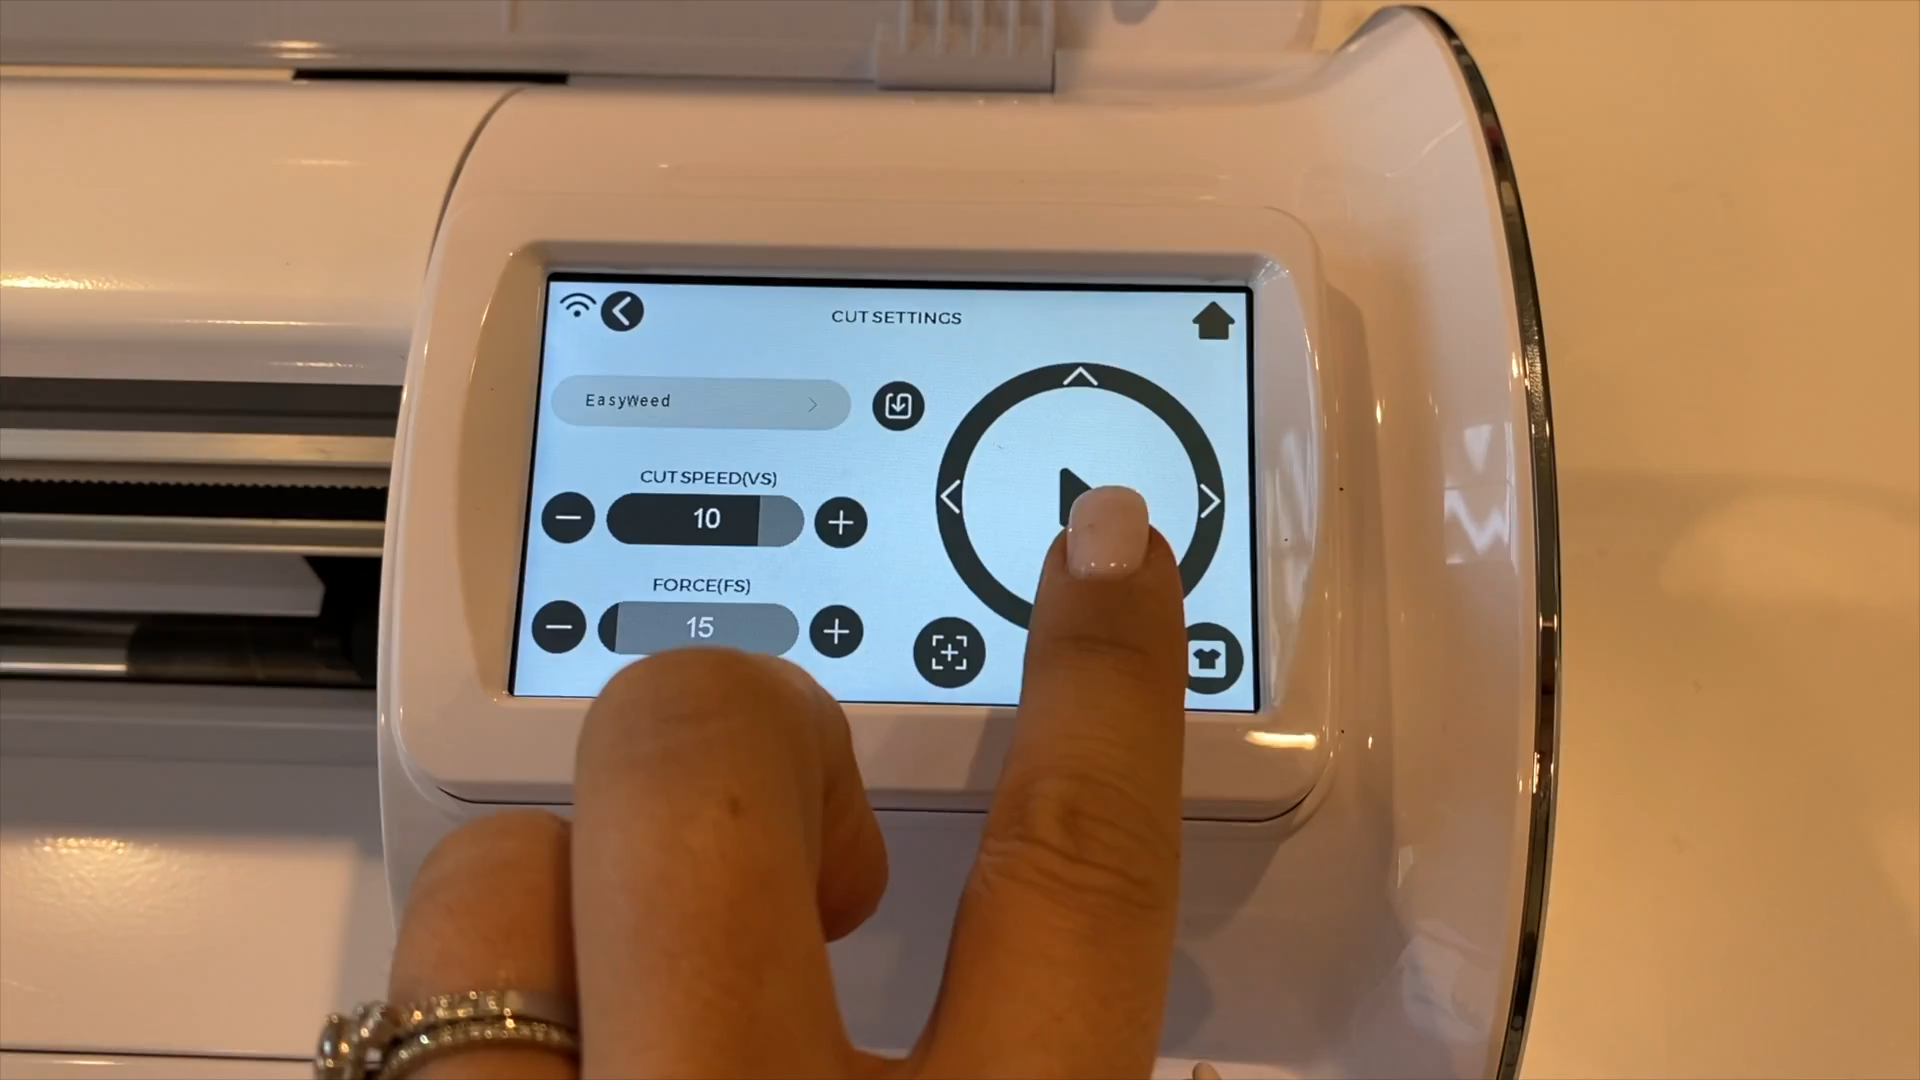 CUT SETTINGS
EasyWeed
CUT SPEED(VS)
10
FORCE(FS)
15